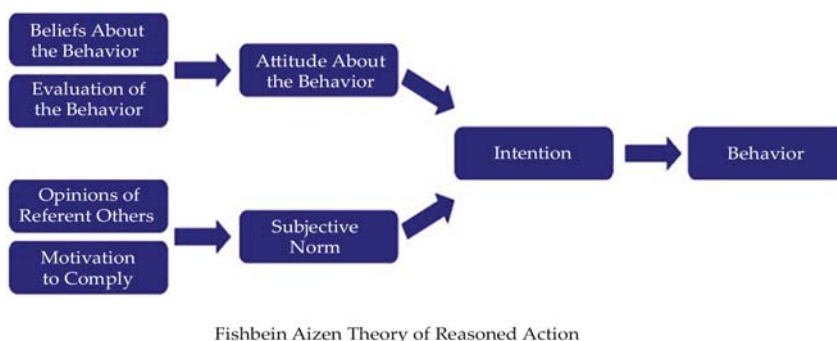 Beliefs About
the Behavior
Evaluation of
the Behavior
Attitude About
the Behavior
Opinions of
Referent Others
Motivation
to Comply
Subjective
Norm
Intention
Behavior
Fishbein Aizen Theory of Reasoned Action